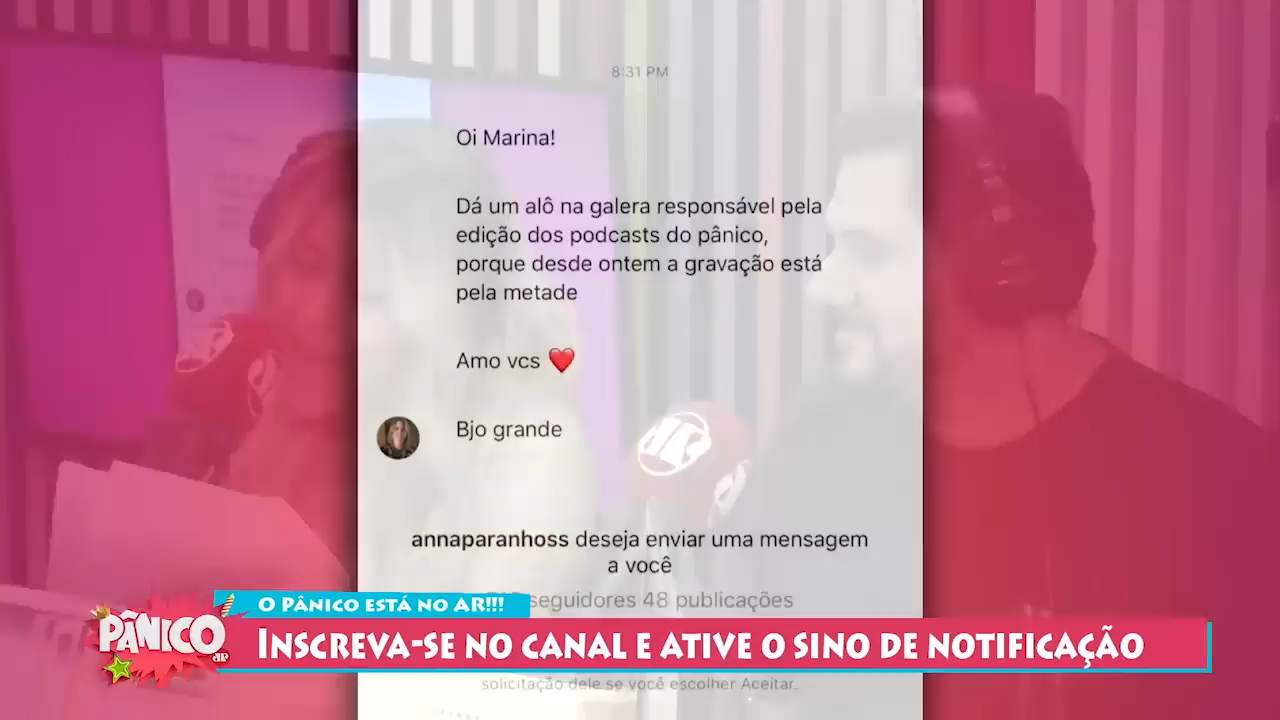 8:31 PM
Oi Marina!
Dá um alô na galera responsável pela
edição dos podcasts do pânico,
porque desde ontem a gravação está
pela metade
Amo vcs ❤️
Bjo grande
annaparanhoss deseja enviar uma mensagem
a você
seguidores 48 publicações
O PÂNICO ESTÁ NO AR!!!
PÂNICO
JP
INSCREVA-SE NO CANAL E ATIVE O SINO DE NOTIFICAÇÃO
solicitação dele se você escolher Aceitar.